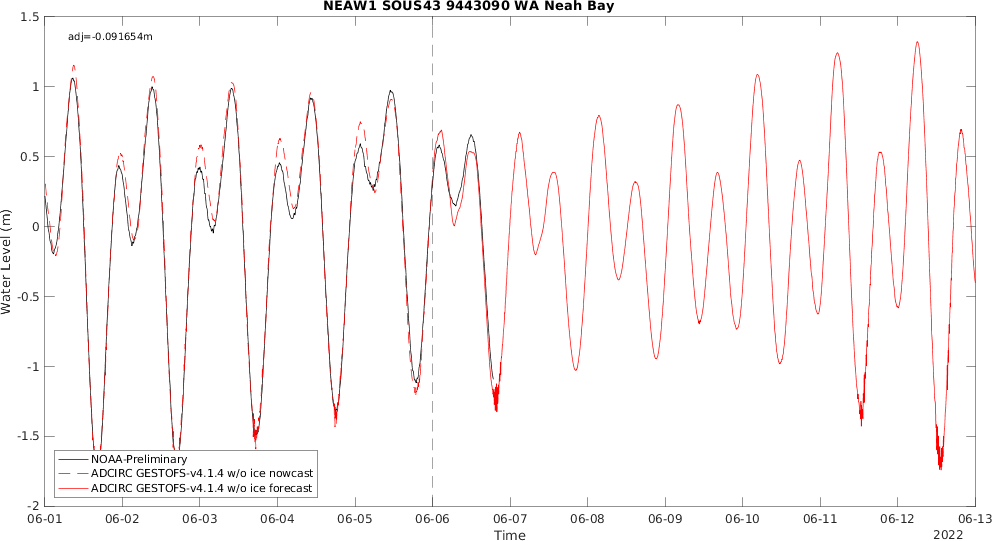 NEAW1 SOUS43 9443090 WA Neah Bay
adj=-0.091654m
1.5
1
0.5
0
-0.5
-1
-1.5
-2
Water Level (m)
NOAA-Preliminary
ADCIRC GESTOFS-v4.1.4 w/o ice nowcast
ADCIRC GESTOFS-v4.1.4 w/o ice forecast
06-01 06-02 06-03 06-04 06-05 06-06 06-07 06-08 06-09 06-10 06-11 06-12 06-13
Time
2022